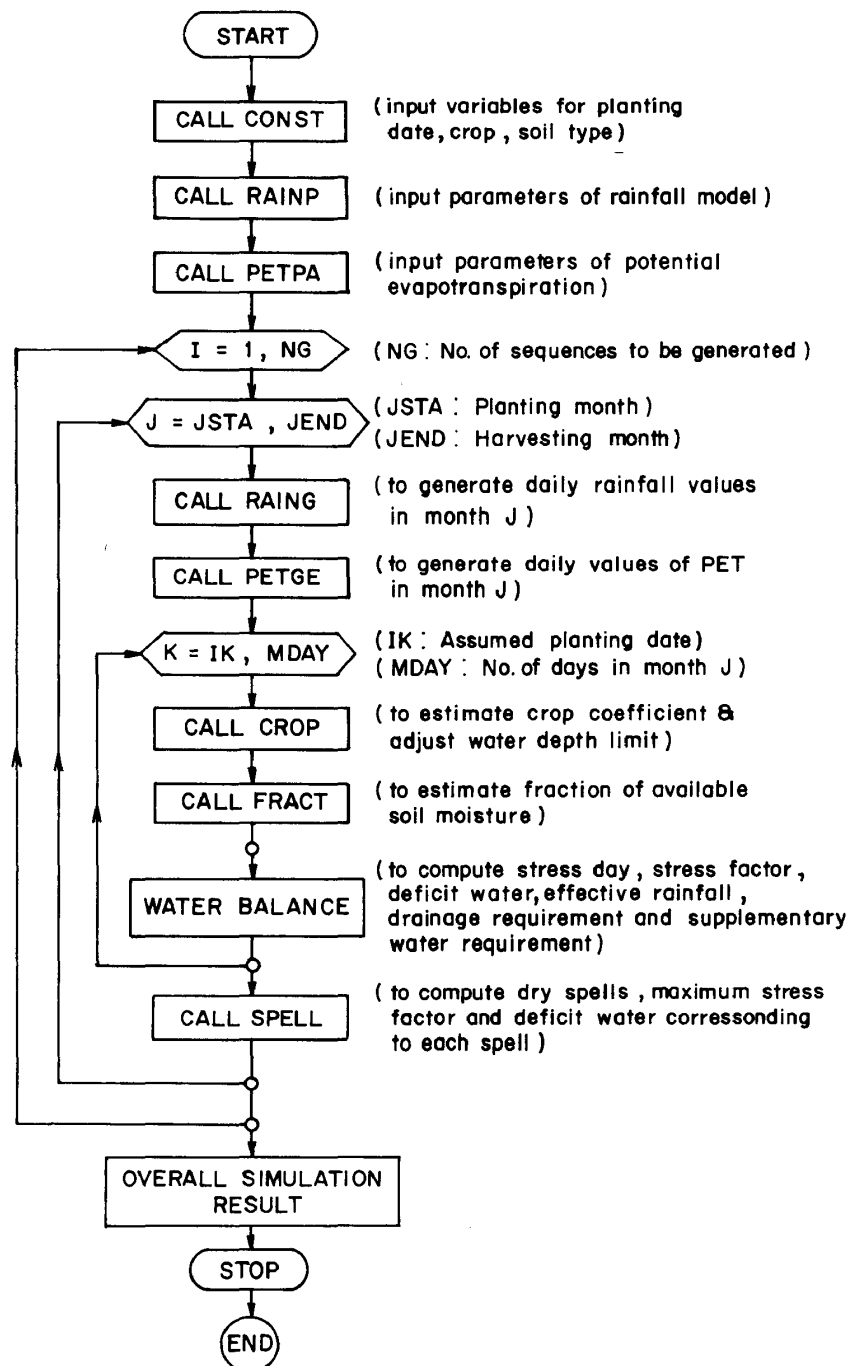 START
CALL CONST
(input variables for planting
date, crop, soil type)
CALL RAINP
(input parameters of rainfall model)
CALL PETPA
(input parameters of potential
evapotranspiration)
I = 1, NG
(NG: No. of sequences to be generated)
J = JSTA, JEND
(JSTA: Planting month)
(JEND: Harvesting month)
CALL RAING
(to generate daily rainfall values
in month J)
CALL PETGE
(to generate daily values of PET
in month J)
K = IK, MDAY
(IK: Assumed planting date)
(MDAY: No. of days in month J)
CALL CROP
(to estimate crop coefficient &
adjust water depth limit)
CALL FRACT
(to estimate fraction of available
soil moisture)
WATER BALANCE
(to compute stress day, stress factor,
deficit water, effective rainfall,
drainage requirement and supplementary
water requirement)
CALL SPELL
(to compute dry spells, maximum stress
factor and deficit water corressonding
to each spell)
OVERALL SIMULATION
RESULT
STOP
END